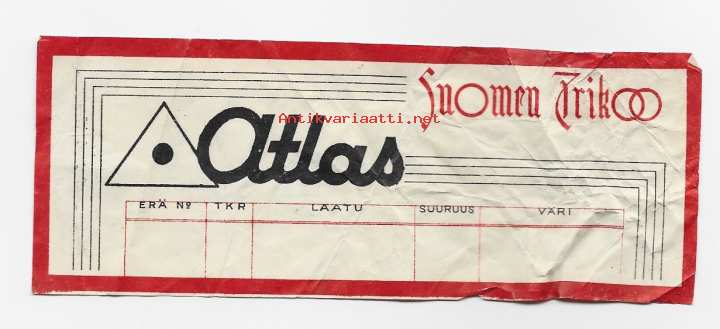 Suomen Trikoo
Antikvariaatti.net
Atlas
ERÄ Nº TKR LAATU SUURUUS VÄRI